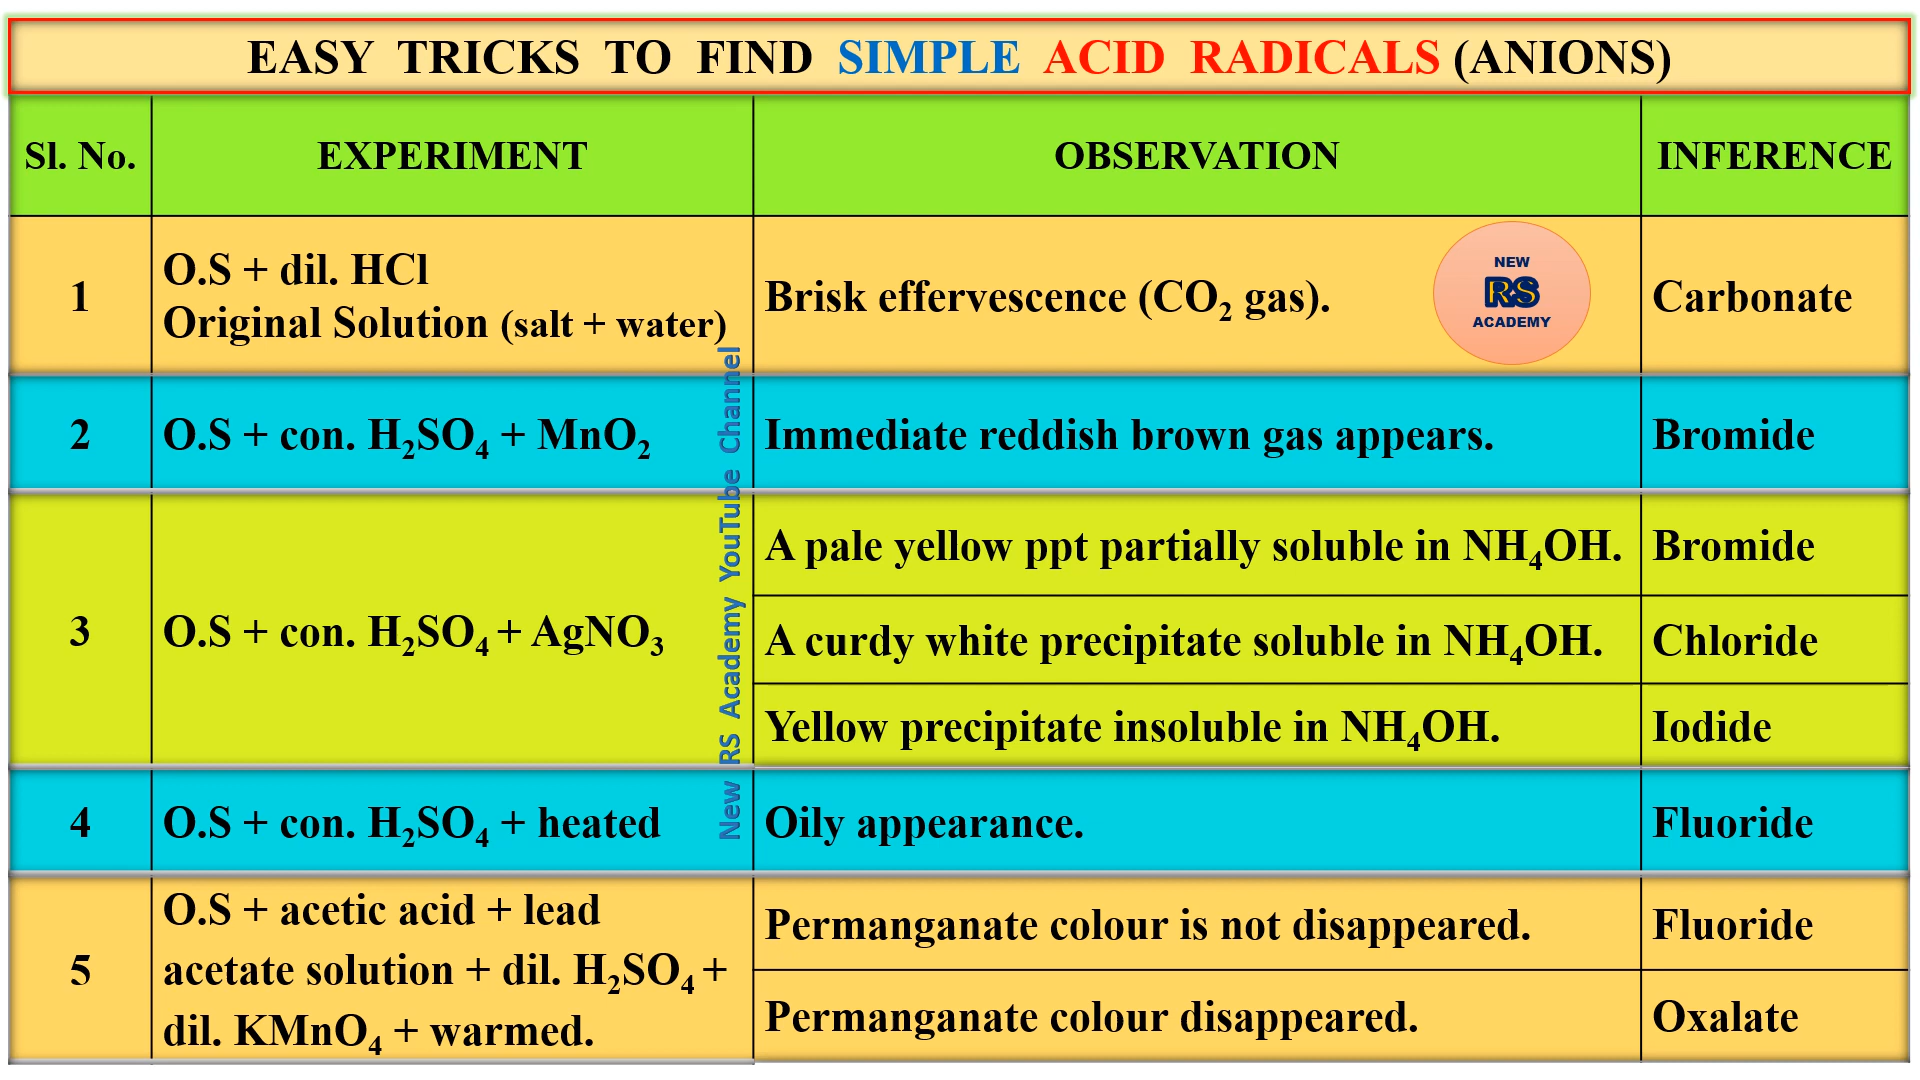 EASY TRICKS TO FIND SIMPLE ACID RADICALS (ANIONS)
Sl. No. EXPERIMENT OBSERVATION INFERENCE
1
O.S + dil. HCl
Original Solution (salt + water)
Brisk effervescence (CO₂ gas).
NEW
RS
ACADEMY
Carbonate
2
O.S + con. H₂SO₄ + MnO₂
Immediate reddish brown gas appears.
Bromide
3
O.S + con. H₂SO₄ + AgNO₃
A pale yellow ppt partially soluble in NH₄OH.
Bromide
A curdy white precipitate soluble in NH₄OH.
Chloride
Yellow precipitate insoluble in NH₄OH.
Iodide
4
O.S + con. H₂SO₄ + heated
Oily appearance.
Fluoride
5
O.S + acetic acid + lead
acetate solution + dil. H₂SO₄ +
dil. KMnO₄ + warmed.
Permanganate colour is not disappeared.
Fluoride
Permanganate colour disappeared.
Oxalate
New RS Academy YouTube Channel